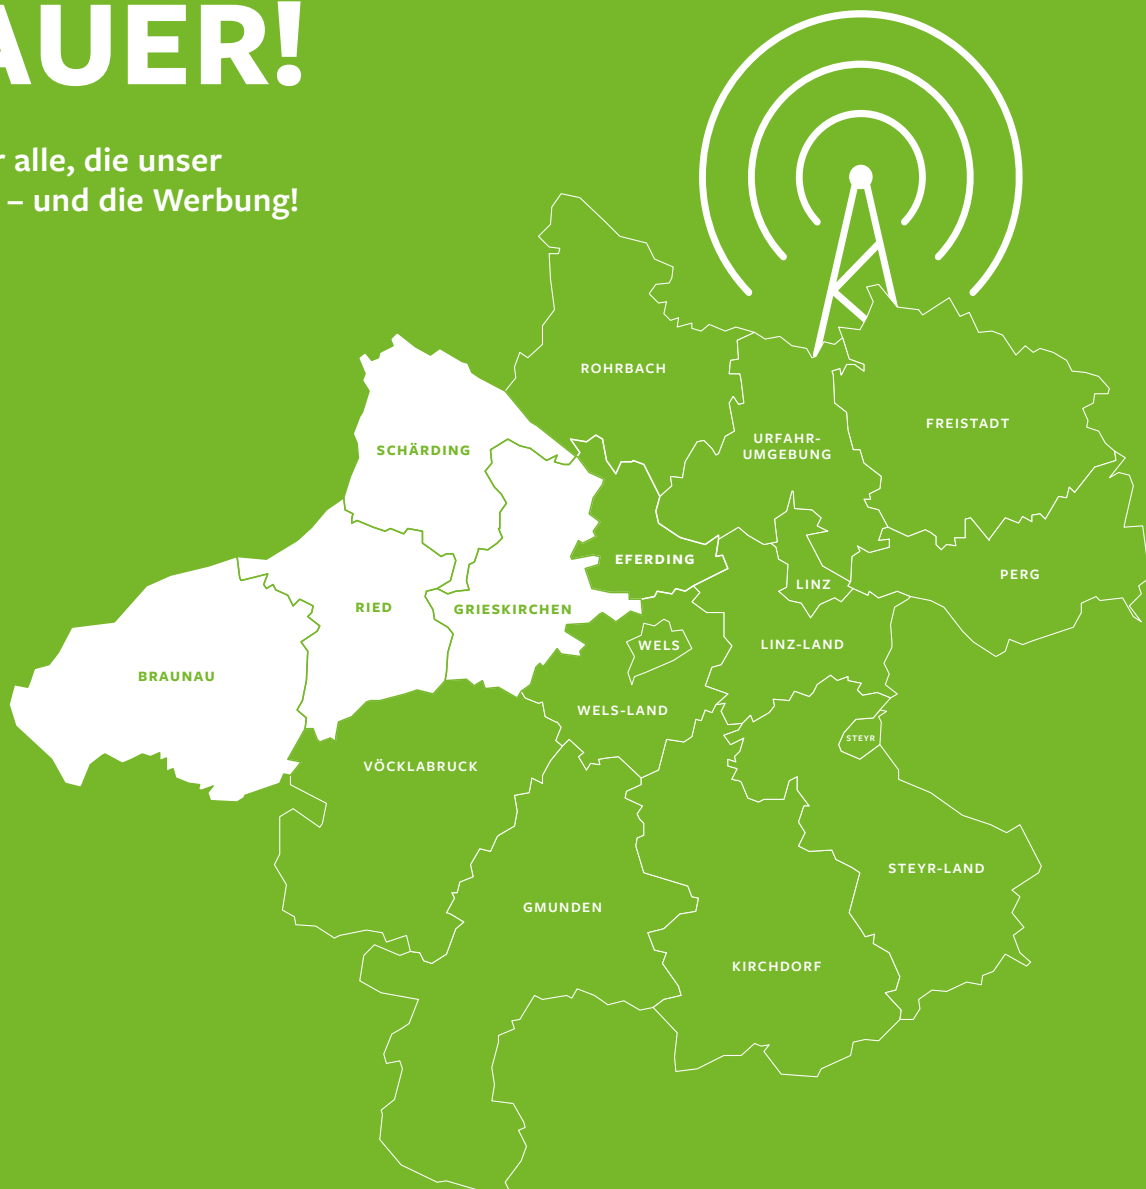 AUER!
alle, die unser
– und die Werbung!
ROHRBACH
FREISTADT
URFAHR-
UMGEBUNG
SCHÄRDING
EFERDING
PERG
LINZ
RIED
GRIESKIRCHEN
WELS
LINZ-LAND
BRAUNAU
WELS-LAND
STEYR
VÖCKLABRUCK
STEYR-LAND
GMUNDEN
KIRCHDORF